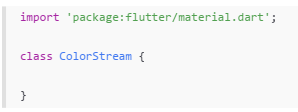 import 'package:flutter/material.dart';
class ColorStream {
}